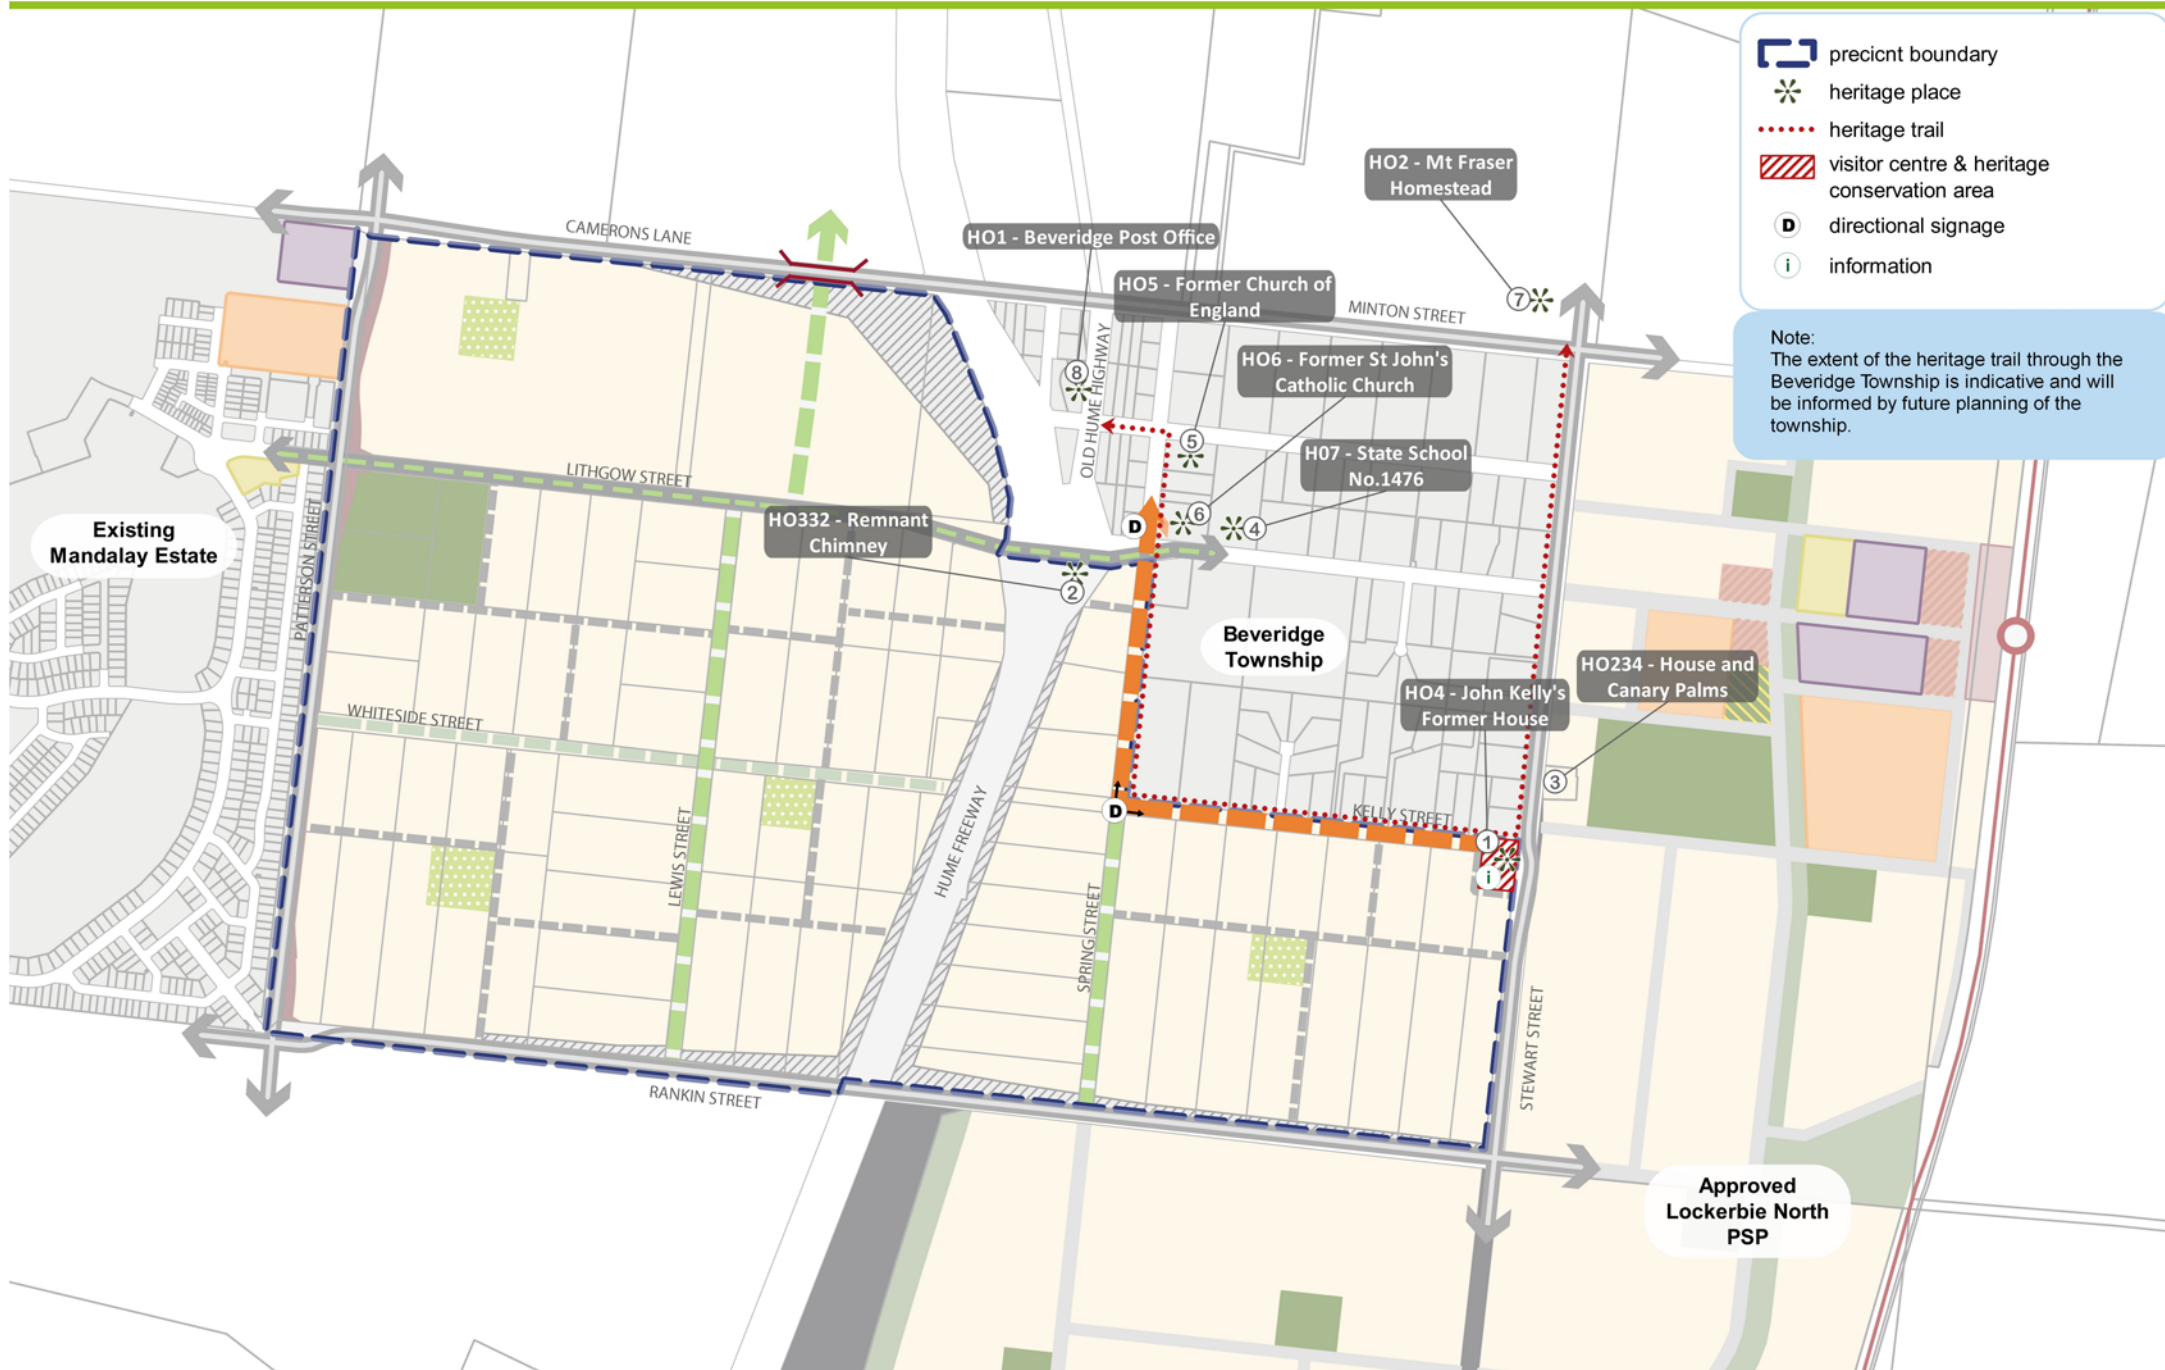 precicnt boundary
heritage place
heritage trail
visitor centre & heritage
conservation area
D
directional signage
i
information
Note:
The extent of the heritage trail through the
Beveridge Township is indicative and will
be informed by future planning of the
township.
HO2 - Mt Fraser
Homestead
7
CAMERONS LANE
HO1 - Beveridge Post Office
HO5 - Former Church of
England
MINTON STREET
HO6 - Former St John's
Catholic Church
8
OLD HUME HIGHWAY
5
H07 - State School
No.1476
LITHGOW STREET
HO332 - Remnant
Chimney
D
6
4
2
Existing
Mandalay Estate
PATTERSON STREET
Beveridge
Township
HO4 - John Kelly's
Former House
HO234 - House and
Canary Palms
3
WHITESIDE STREET
D
KELLY STREET
1
i
LEWIS STREET
HUME FREEWAY
SPRING STREET
STEWART STREET
RANKIN STREET
Approved
Lockerbie North
PSP